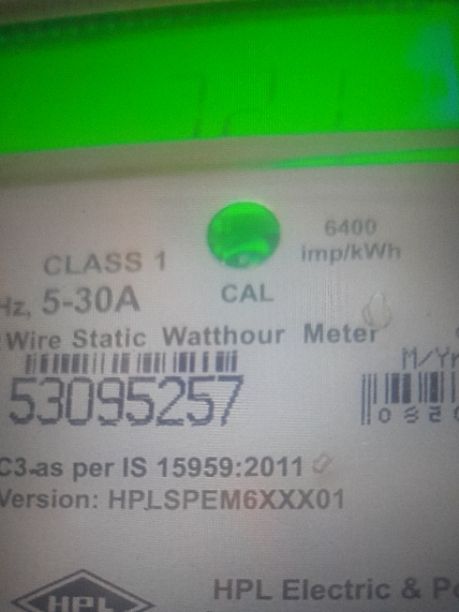 6400
imp/kWh
CLASS 1
CAL
Hz, 5-30A
Wire Static Watthour Meter
M/Yr
53095257
C3-as per IS 15959:2011
Version: HPLSPEM6XXX01
HPL
HPL Electric &